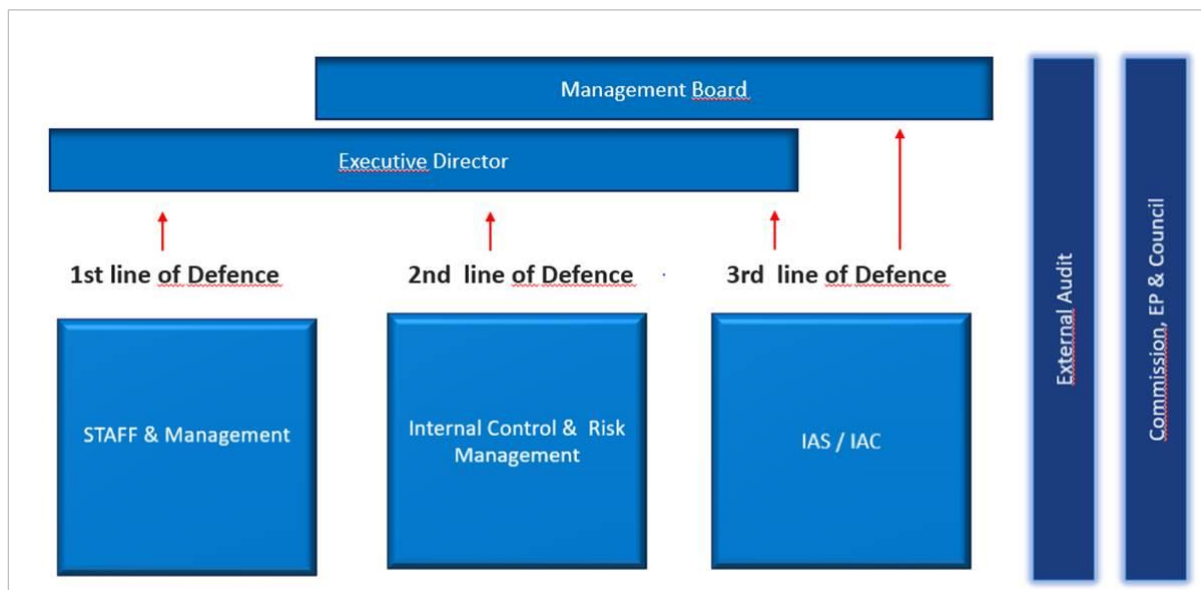 Management Board
Executive Director
1st line of Defence
2nd line of Defence
3rd line of Defence
STAFF & Management
Internal Control & Risk
Management
IAS / IAC
External Audit
Commission, EP & Council